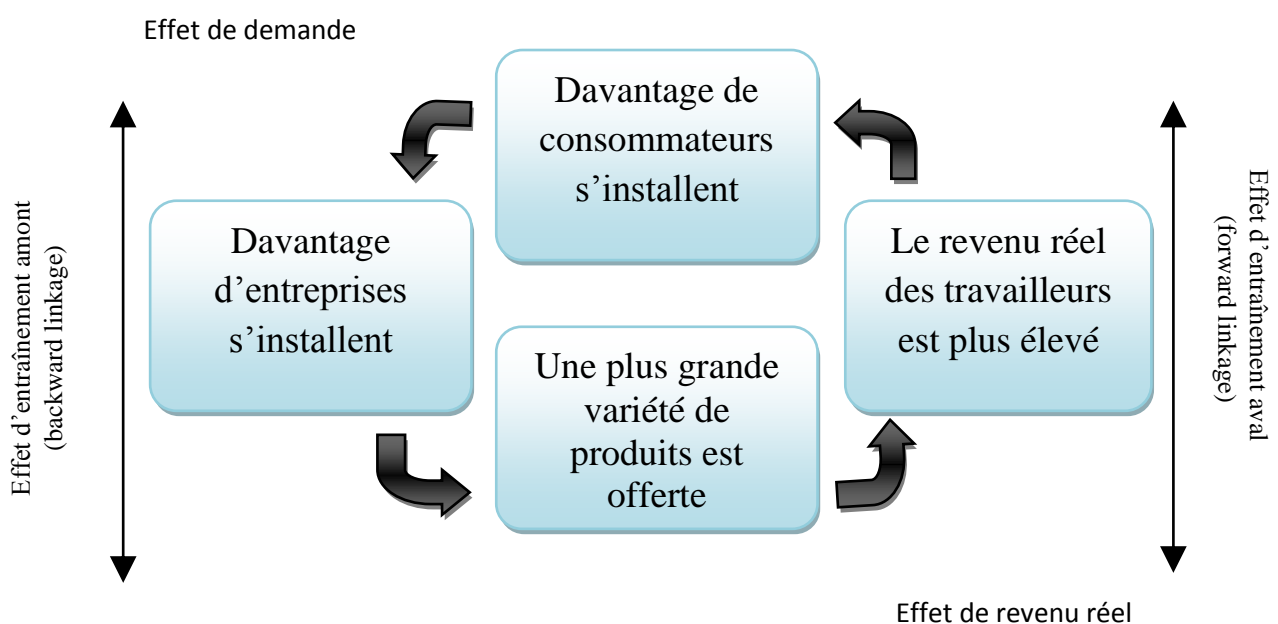 Effet de demande
Davantage de
consommateurs
s’installent
Effet d’entraînement amont
(backward linkage)
Davantage
d’entreprises
s’installent
Le revenu réel
des travailleurs
est plus élevé
Effet d’entraînement aval
(forward linkage)
Une plus grande
variété de
produits est
offerte
Effet de revenu réel